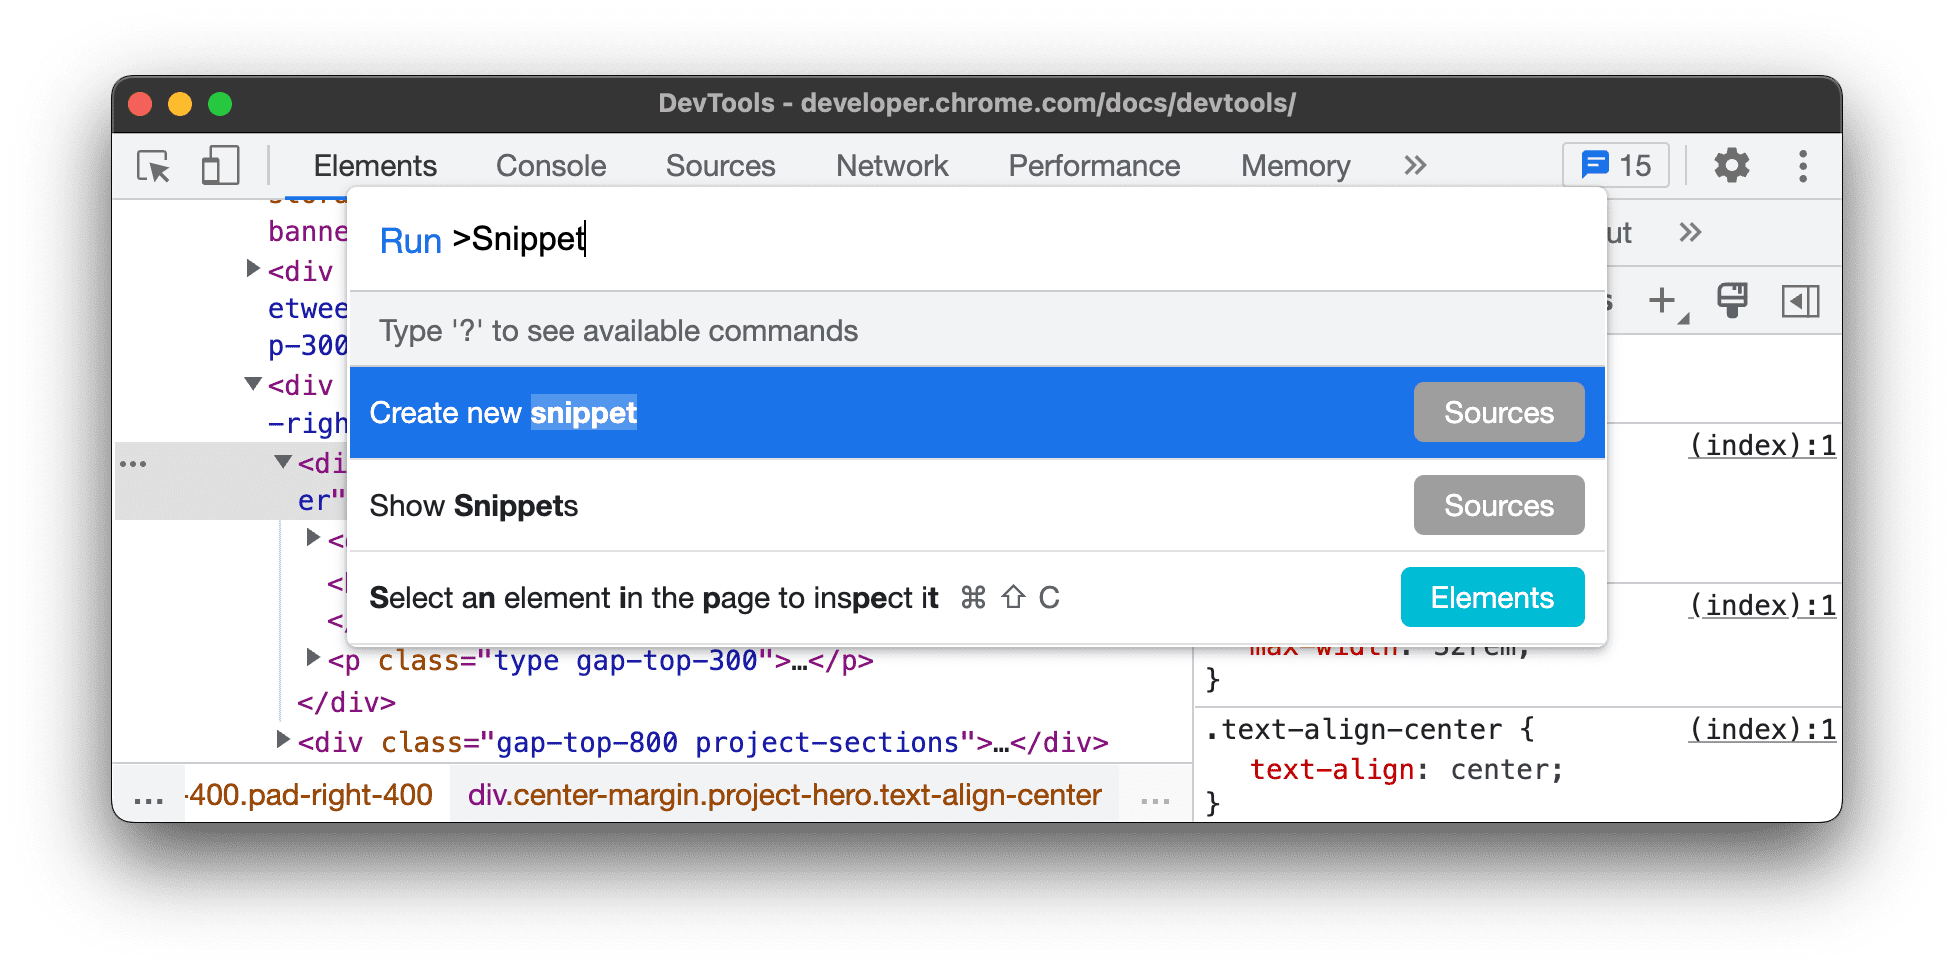 DevTools - developer.chrome.com/docs/devtools/
Elements Console Sources Network Performance Memory » 15
banne
Run >Snippet
ut »
<div
etwee
p-300
Type '?' to see available commands
<div
-righ
Create new snippet Sources
(index):1
<di
er"
Show Snippets Sources
Select an element in the page to inspect it ⌘ ⇧ C Elements
(index):1
</
<p class="type gap-top-300">…</p>
max-width: 32rem;
}
</div>
.text-align-center { (index):1
<div class="gap-top-800 project-sections">…</div>
text-align: center;
... -400.pad-right-400 div.center-margin.project-hero.text-align-center ...
}